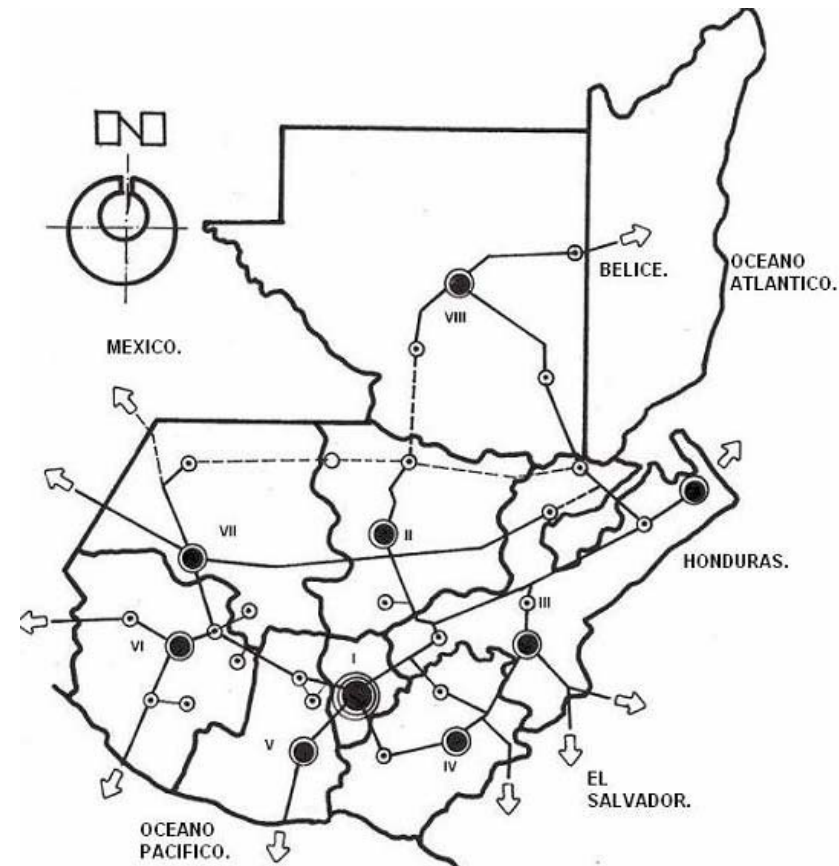 N
BELICE.
OCEANO
ATLANTICO.
VIII
MEXICO.
VII
II
HONDURAS.
III
VI
I
V
IV
EL
SALVADOR.
OCEANO
PACIFICO.